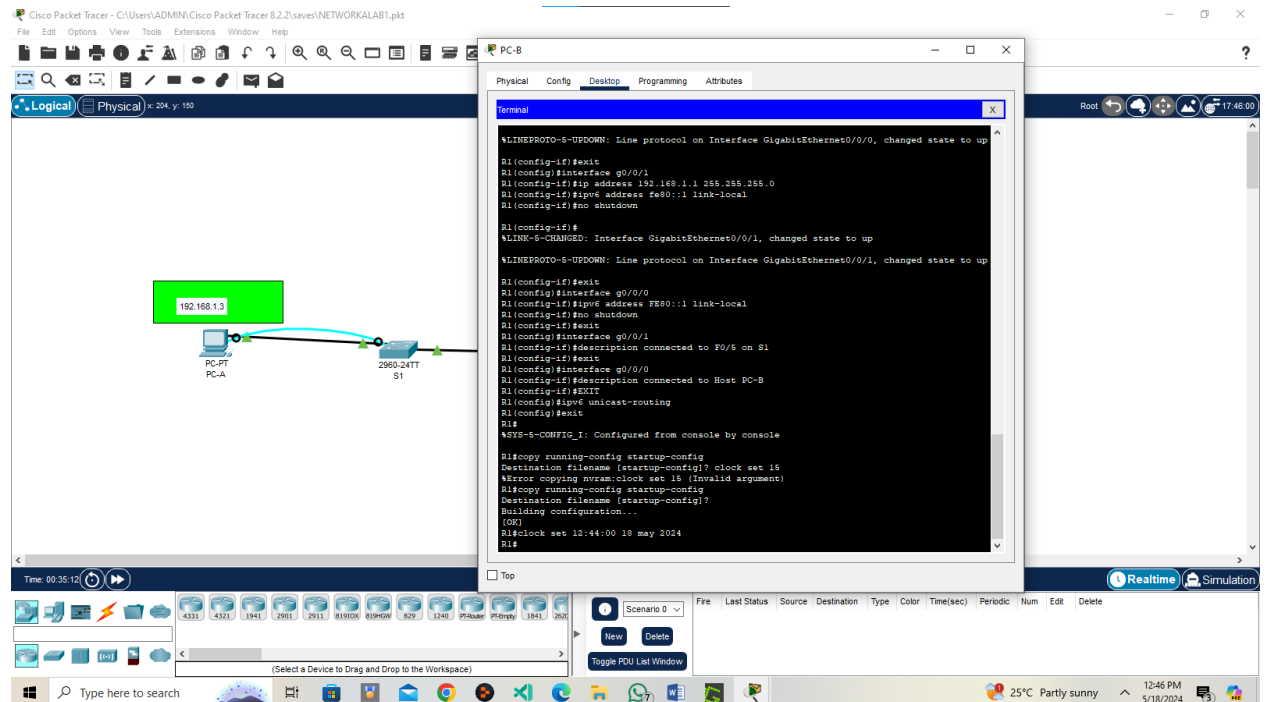 Cisco Packet Tracer - C:\Users\ADMIN\Cisco Packet Tracer 8.2.2\saves\NETWORKALAB1.pkt
File Edit Options View Tools Extensions Window Help
PC-B
Physical Config Desktop Programming Attributes
Logical Physical x: 204, y: 150
Root 17:46:00
Terminal X
%LINEPROTO-5-UPDOWN: Line protocol on Interface GigabitEthernet0/0/0, changed state to up
R1(config-if)#exit
R1(config)#interface g0/0/1
R1(config-if)#ip address 192.168.1.1 255.255.255.0
R1(config-if)#ipv6 address fe80::1 link-local
R1(config-if)#no shutdown
R1(config-if)#
%LINK-5-CHANGED: Interface GigabitEthernet0/0/1, changed state to up
%LINEPROTO-5-UPDOWN: Line protocol on Interface GigabitEthernet0/0/1, changed state to up
R1(config-if)#exit
R1(config)#interface g0/0/0
R1(config-if)#ipv6 address FE80::1 link-local
R1(config-if)#no shutdown
R1(config-if)#exit
R1(config)#interface g0/0/1
R1(config-if)#description connected to F0/5 on S1
R1(config-if)#exit
R1(config)#interface g0/0/0
R1(config-if)#description connected to Host PC-B
R1(config-if)#EXIT
R1(config)#ipv6 unicast-routing
R1(config)#exit
R1#
%SYS-5-CONFIG_I: Configured from console by console
R1#copy running-config startup-config
Destination filename [startup-config]? clock set 15
%Error copying nvram:clock set 15 (Invalid argument)
R1#copy running-config startup-config
Destination filename [startup-config]?
Building configuration...
[OK]
R1#clock set 12:44:00 18 may 2024
R1#
Top
192.168.1.3
PC-PT
PC-A
2960-24TT
S1
Time: 00:35:12
Realtime Simulation
4331 4321 1941 2901 2911 819IOX 819HGW 829 1240 PT-Router PT-Empty 1841 2620
(Select a Device to Drag and Drop to the Workspace)
Scenario 0
New Delete
Toggle PDU List Window
Fire Last Status Source Destination Type Color Time(sec) Periodic Num Edit Delete
Type here to search
7
25°C Partly sunny
12:46 PM
5/18/2024
3